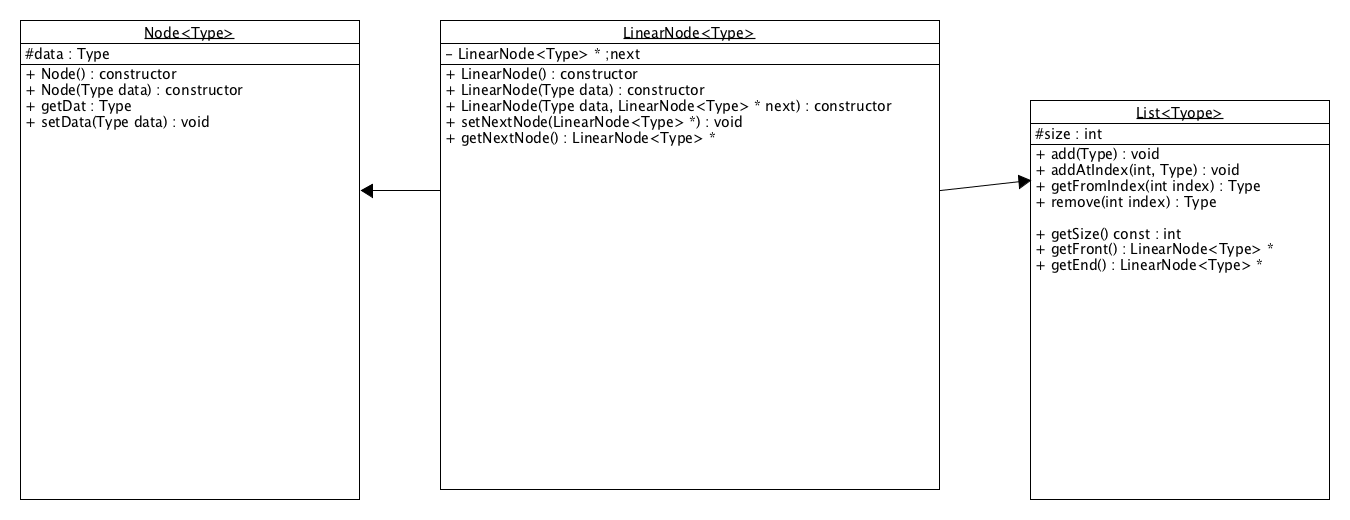 Node<Type>
#data : Type
+ Node() : constructor
+ Node(Type data) : constructor
+ getDat : Type
+ setData(Type data) : void
LinearNode<Type>
– LinearNode<Type> * ;next
+ LinearNode() : constructor
+ LinearNode(Type data) : constructor
+ LinearNode(Type data, LinearNode<Type> * next) : constructor
+ setNextNode(LinearNode<Type> *) : void
+ getNextNode() : LinearNode<Type> *
List<Tyope>
#size : int
+ add(Type) : void
+ addAtIndex(int, Type) : void
+ getFromIndex(int index) : Type
+ remove(int index) : Type
+ getSize() const : int
+ getFront() : LinearNode<Type> *
+ getEnd() : LinearNode<Type> *